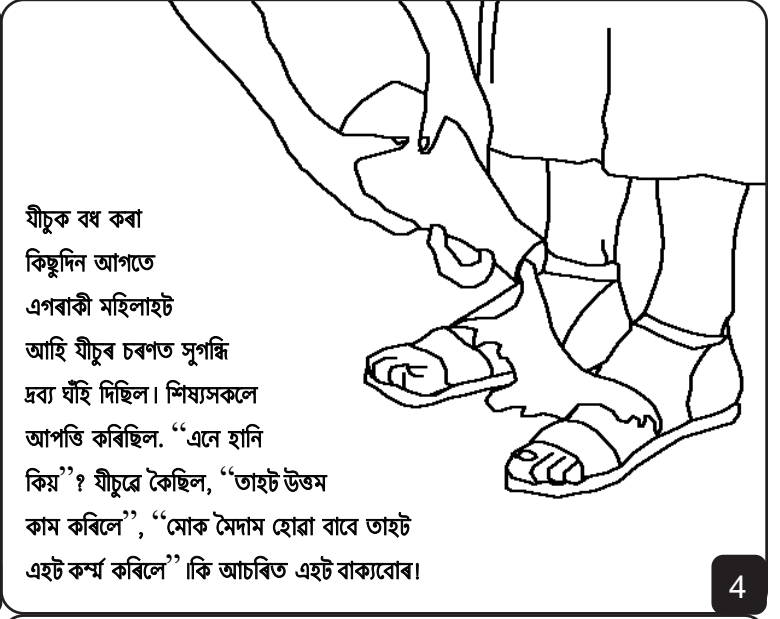 যীচুক বধ কৰা
কিছুদিন আগতে
এগৰাকী মহিলাহট
আহি যীচুৰ চৰণত সুগন্ধি
দ্ৰব্য ঘঁহি দিছিল। শিষ্যসকলে
আপত্তি কৰিছিল. “এনে হানি
কিয়”? যীচুৱে কৈছিল, “তাহট উত্তম
কাম কৰিলে”, “মোক মৈদাম হোৱা বাবে তাহট
এহট কৰ্ম্ম কৰিলে”।কি আচৰিত এহট বাক্যবোৰ!
4